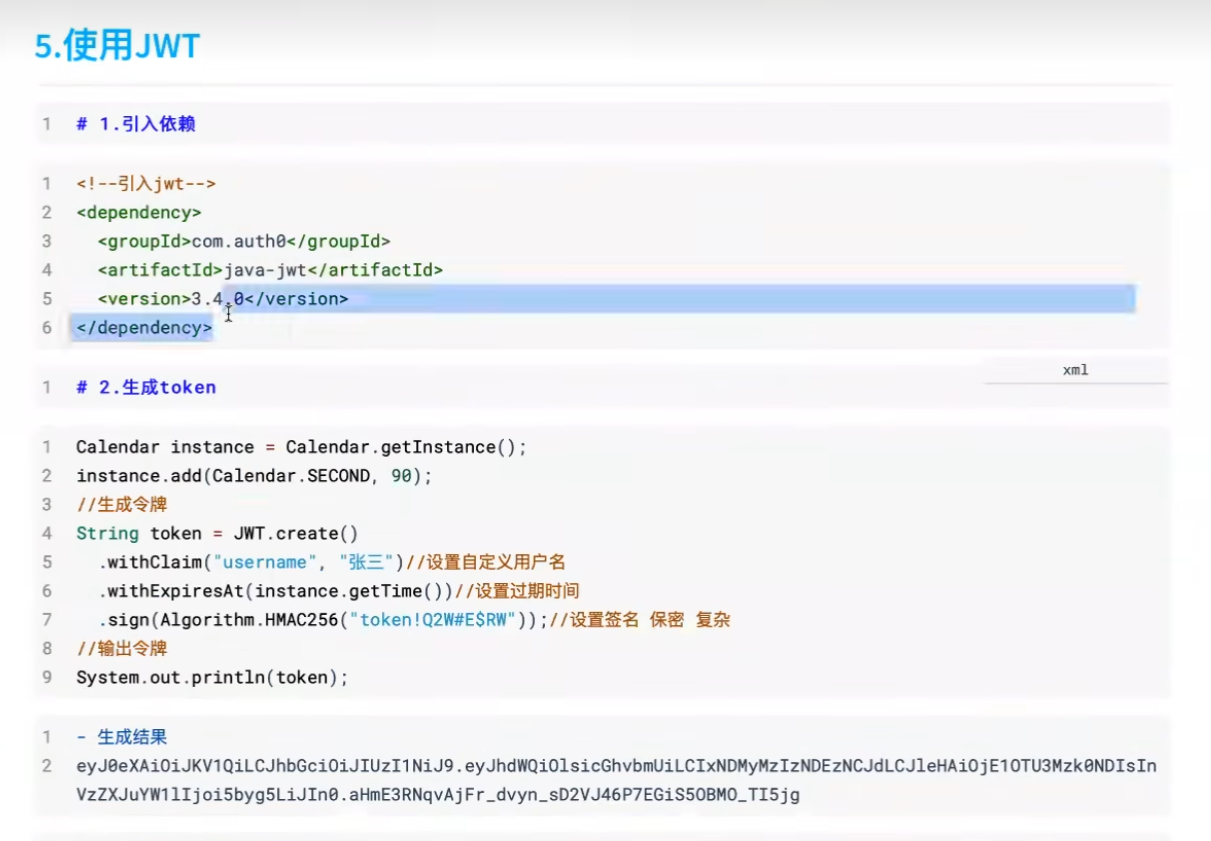 5.使用JWT
1 # 1.引入依赖
1 <!--引入jwt-->
2 <dependency>
3   <groupId>com.auth0</groupId>
4   <artifactId>java-jwt</artifactId>
5   <version>3.4.0</version>
6 </dependency>
xml
1 # 2.生成token
1 Calendar instance = Calendar.getInstance();
2 instance.add(Calendar.SECOND, 90);
3 //生成令牌
4 String token = JWT.create()
5   .withClaim("username", "张三")//设置自定义用户名
6   .withExpiresAt(instance.getTime())//设置过期时间
7   .sign(Algorithm.HMAC256("token!Q2W#E$RW"));//设置签名 保密 复杂
8 //输出令牌
9 System.out.println(token);
1 - 生成结果
2 eyJ0eXAiOiJKV1QiLCJhbGciOiJIUzI1NiJ9.eyJhdWQiOlsicGhvbmUiLCIxNDMyMzIzNDEzNCJdLCJleHAiOjE1OTU3Mzk0NDIsIn
VzZXJuYW1lIjoi5byg5LiJIn0.aHmE3RNqvAjFr_dvyn_sD2VJ46P7EGiS5OBMO_TI5jg